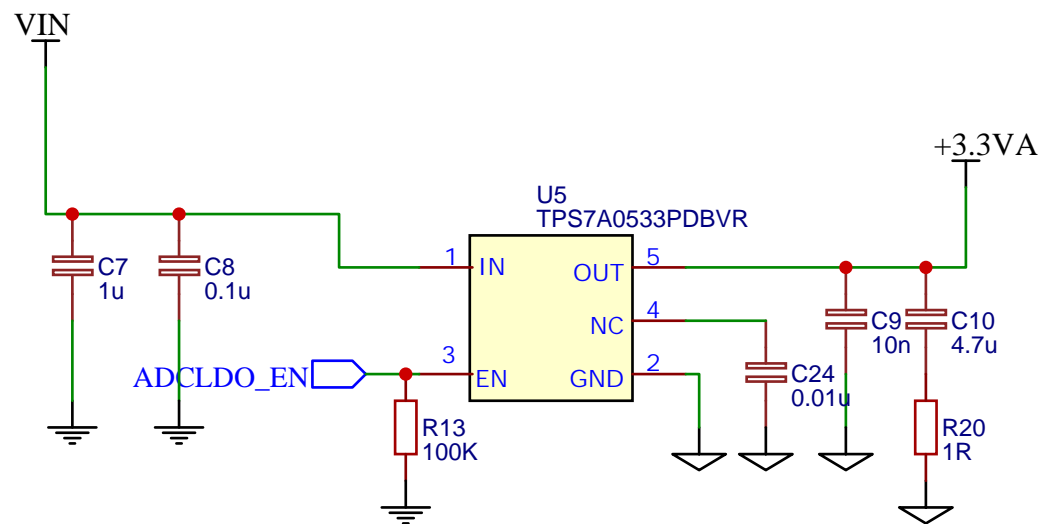 VIN
+3.3VA
U5
TPS7A0533PDBVR
1
IN
OUT
5
C7
1u
C8
0.1u
NC
4
C9
10n
C10
4.7u
ADCLDO_EN
3
EN
GND
2
C24
0.01u
R13
100K
R20
1R